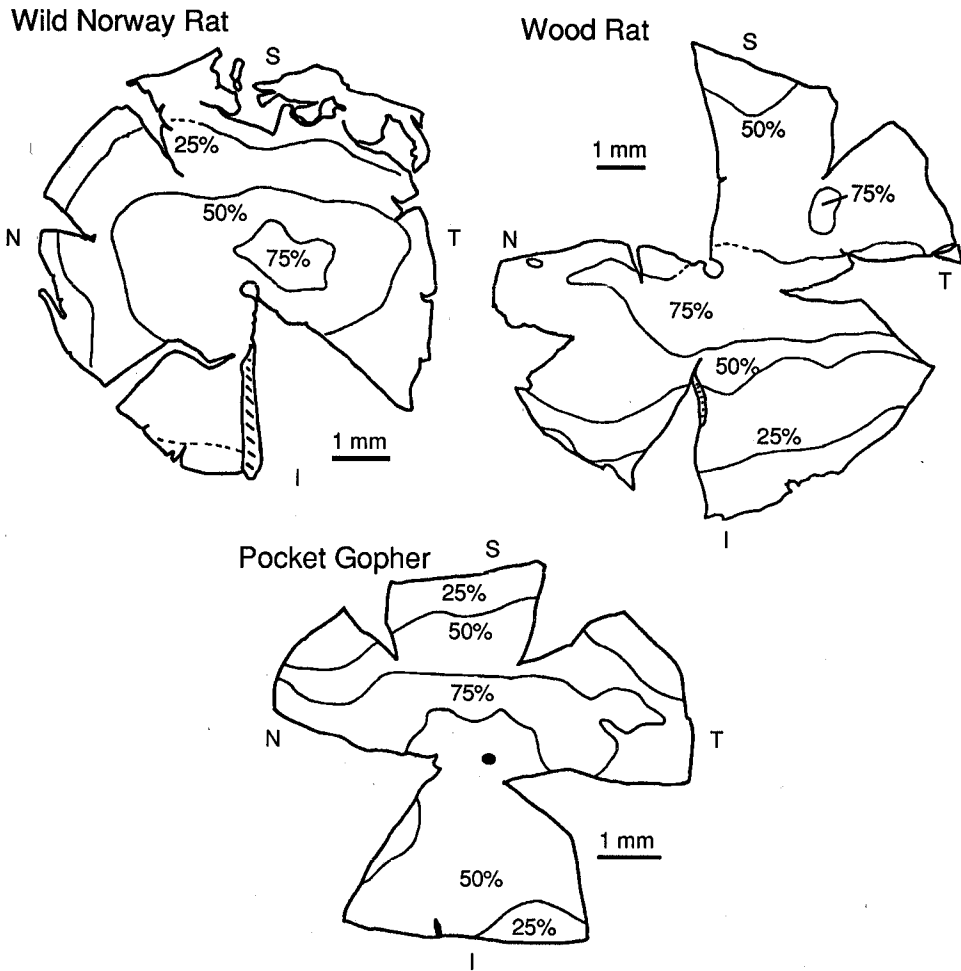 Wild Norway Rat
S
25%
50%
N
T
75%
1 mm
I
Wood Rat
S
50%
1 mm
75%
N
T
75%
50%
25%
I
Pocket Gopher
S
25%
50%
75%
N
T
1 mm
50%
25%
I